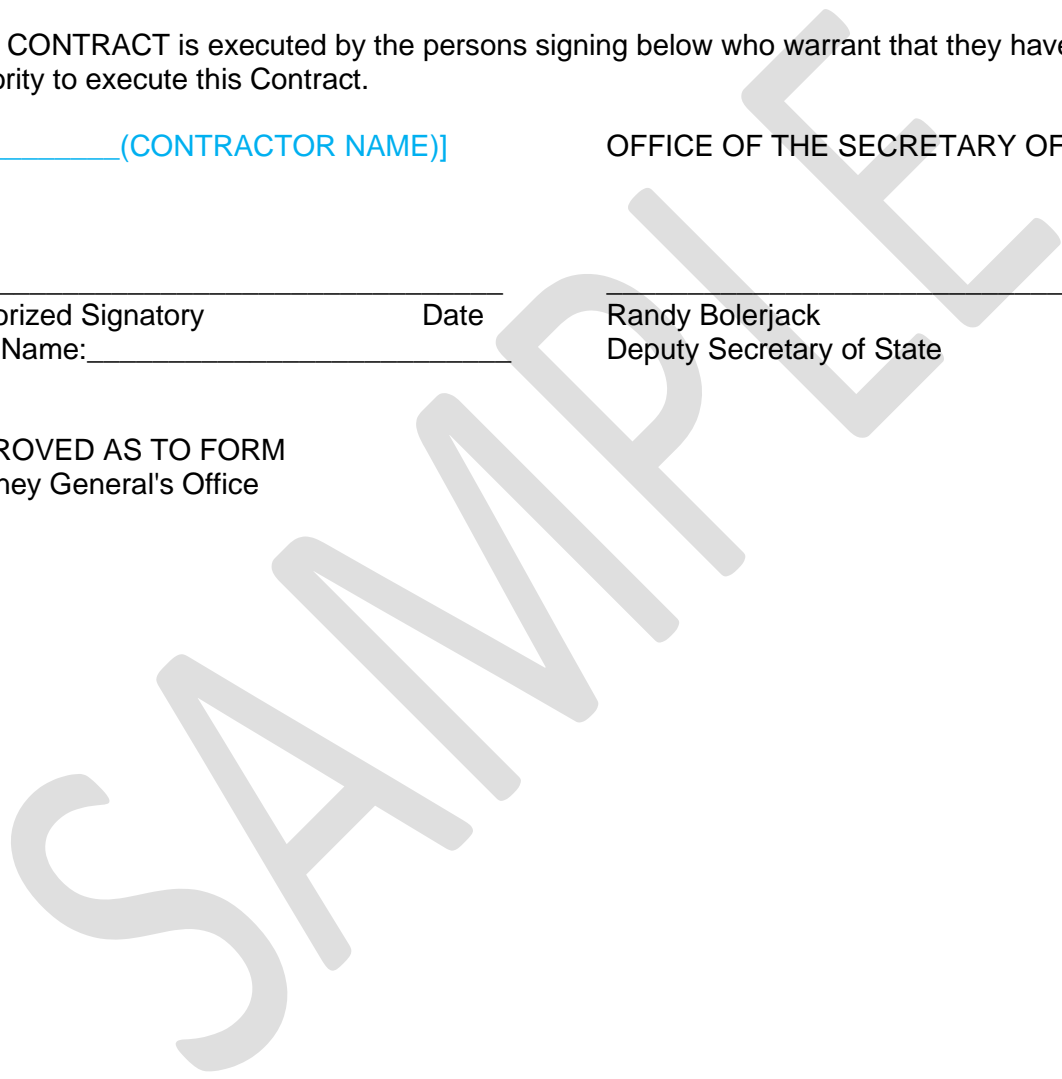 CONTRACT is executed by the persons signing below who warrant that they have
ority to execute this Contract.
________(CONTRACTOR NAME)] OFFICE OF THE SECRETARY OF
orized Signatory Date Randy Bolerjack
Name:__________________________ Deputy Secretary of State
ROVED AS TO FORM
ney General's Office
SAMPLE